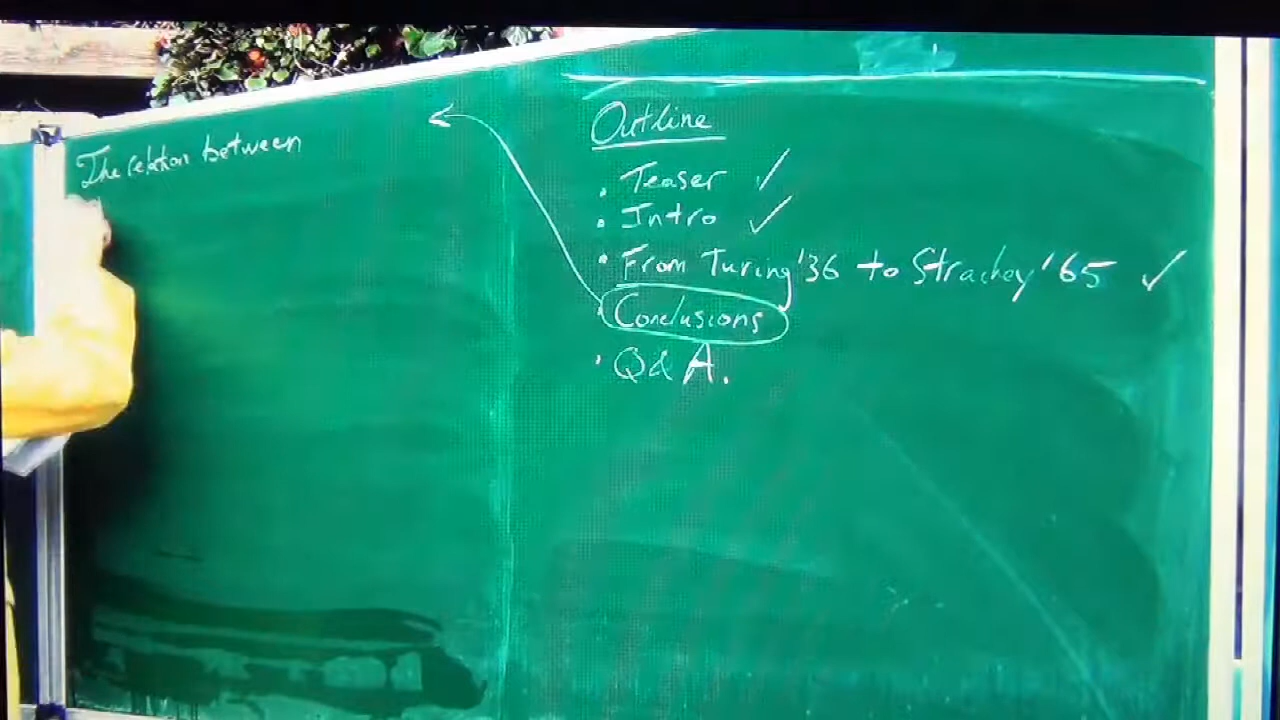 The relation between
Outline
• Teaser ✓
• Intro ✓
• From Turing '36 to Strachey '65 ✓
• Conclusions
• Q&A.